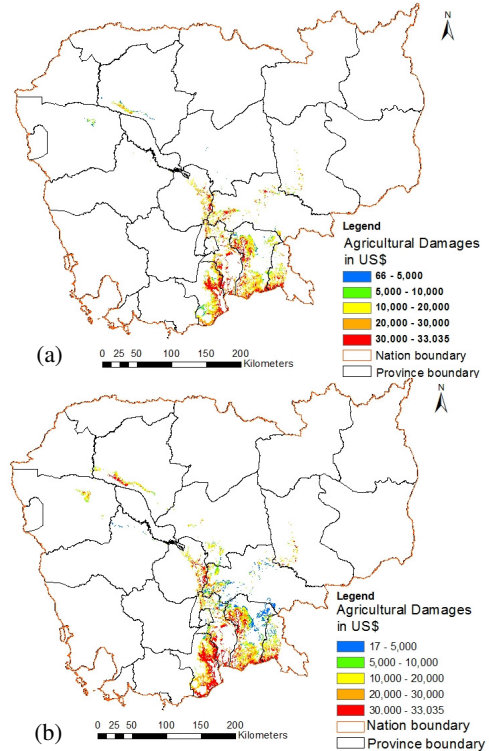 N
Legend
Agricultural Damages
in US$
66 - 5,000
5,000 - 10,000
10,000 - 20,000
20,000 - 30,000
30,000 - 33,035
Nation boundary
Province boundary
(a)
0 25 50 100 150 200
Kilometers
N
Legend
Agricultural Damages
in US$
17 - 5,000
5,000 - 10,000
10,000 - 20,000
20,000 - 30,000
30,000 - 33,035
Nation boundary
Province boundary
(b)
0 25 50 100 150 200
Kilometers